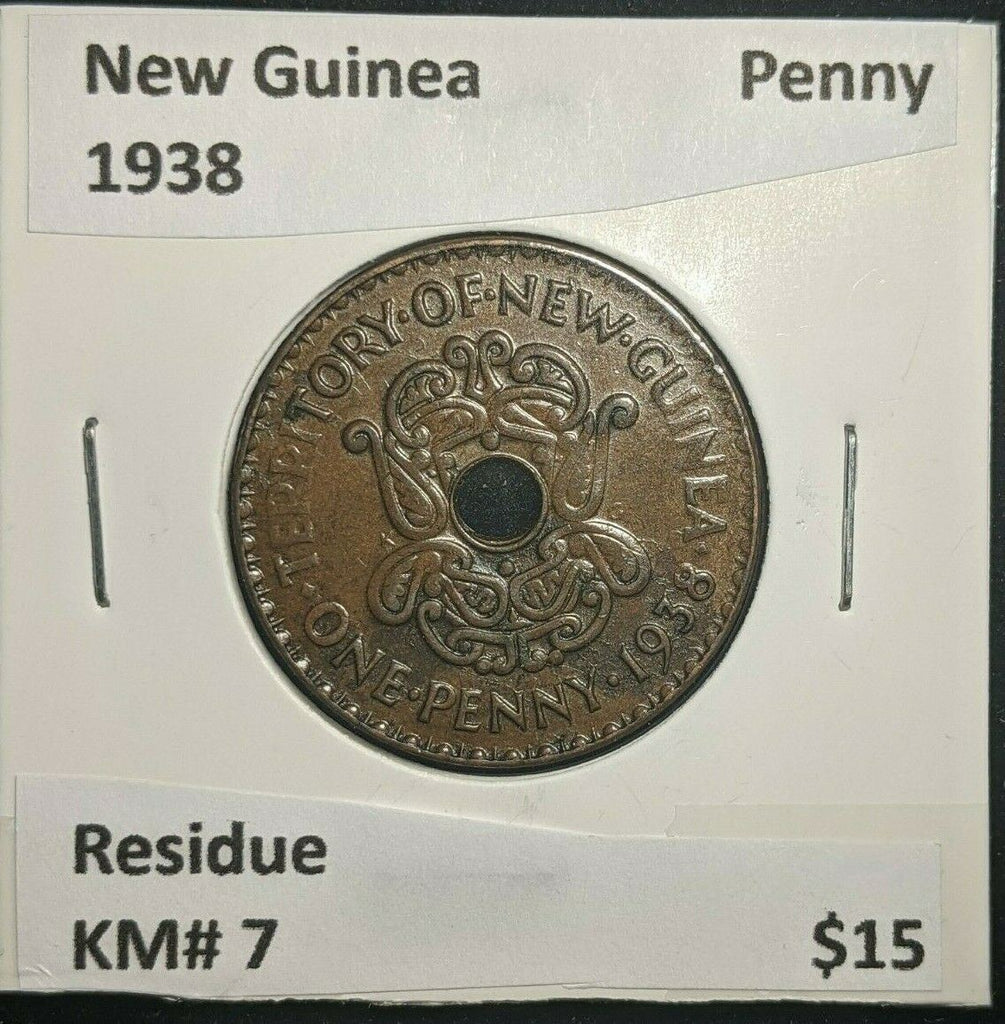 New Guinea Penny
1938
TERRITORY·OF·NEW·GUINEA·
·ONE·PENNY·1938
Residue
KM# 7 $15